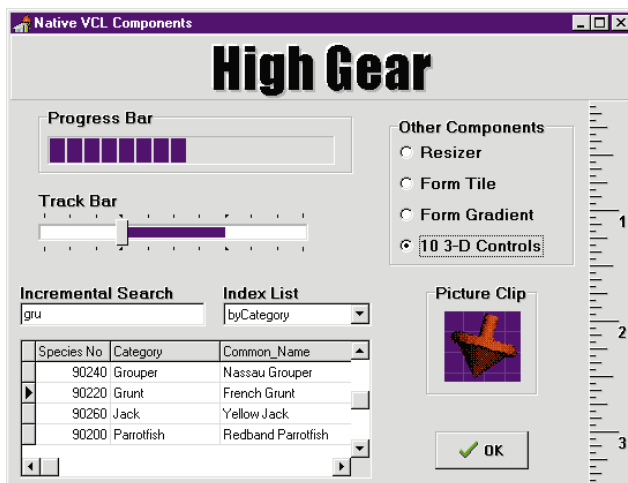 Native VCL Components
High Gear
Progress Bar
Track Bar
Other Components
Resizer
Form Tile
Form Gradient
10 3-D Controls
Incremental Search
gru
Index List
byCategory
Species No Category Common_Name
90240 Grouper Nassau Grouper
90220 Grunt French Grunt
90260 Jack Yellow Jack
90200 Parrotfish Redband Parrotfish
Picture Clip
OK
1
2
3